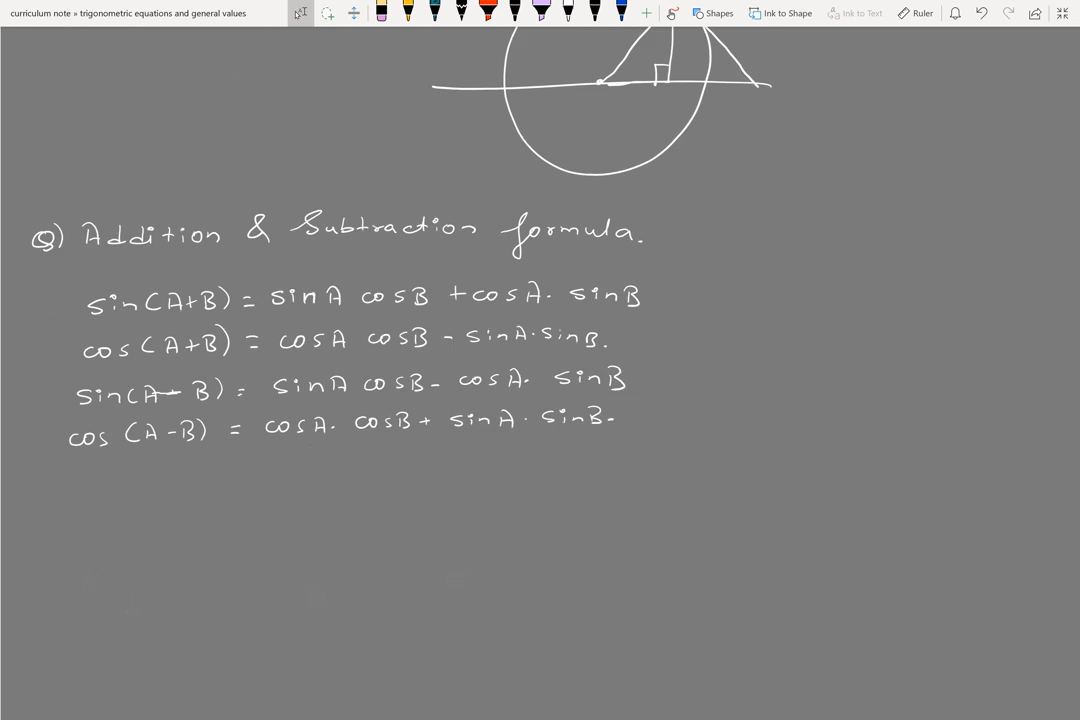 curriculum note » trigonometric equations and general values
Shapes Ink to Shape Ink to Text Ruler
Q) Addition & Subtraction formula.
sin(A+B) = sinA cosB + cosA. sinB
cos(A+B) = cosA cosB - sinA.sinB.
sin(A-B) = sinA cosB - cosA. sinB
cos (A-B) = cosA. cosB + sinA. sinB.